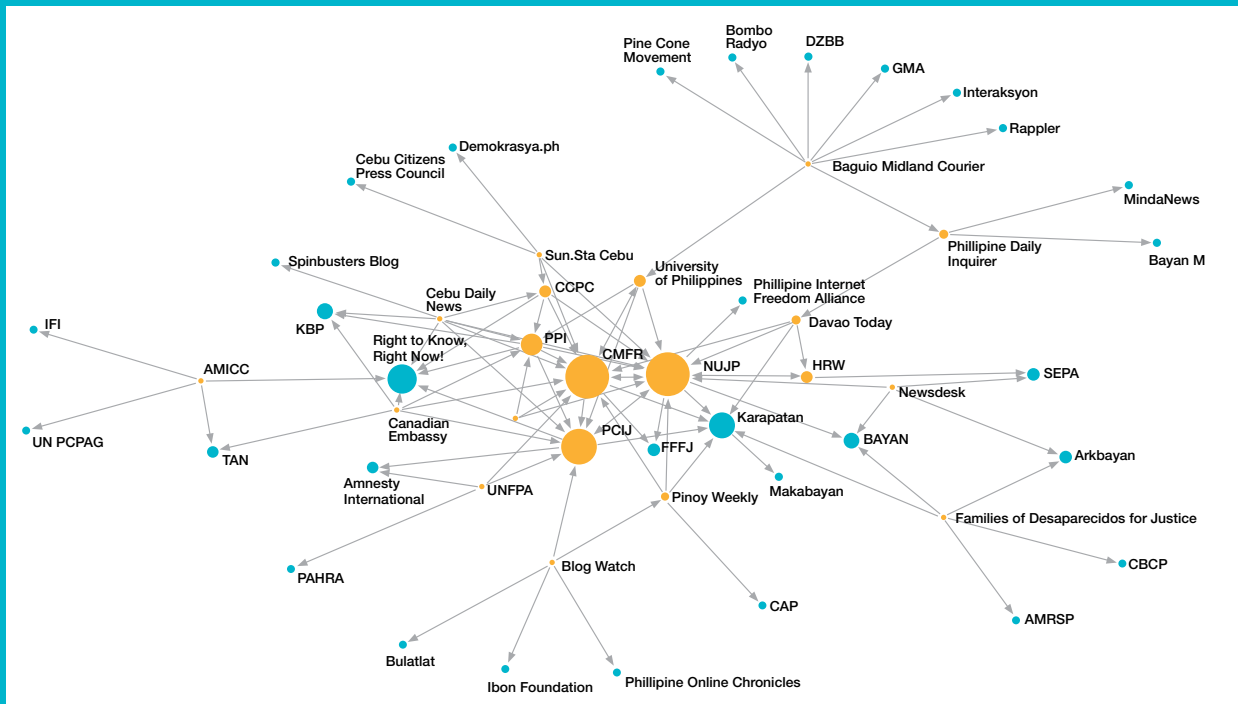 Bombo
Radyo
DZBB
Pine Cone
Movement
GMA
Interaksyon
Rappler
Demokrasya.ph
Cebu Citizens
Press Council
Baguio Midland Courier
MindaNews
Phillipine Daily
Inquirer
Bayan M
Sun.Sta Cebu
Spinbusters Blog
University
of Philippines
Phillipine Internet
Freedom Alliance
CCPC
Cebu Daily
News
KBP
IFI
Davao Today
PPI
Right to Know,
Right Now!
CMFR
NUJP
HRW
AMICC
SEPA
Newsdesk
Canadian
Embassy
PCIJ
Karapatan
UN PCPAG
TAN
FFFJ
BAYAN
Arkbayan
Amnesty
International
UNFPA
Pinoy Weekly
Makabayan
Families of Desaparecidos for Justice
PAHRA
Blog Watch
CBCP
CAP
AMRSP
Bulatlat
Ibon Foundation
Phillipine Online Chronicles